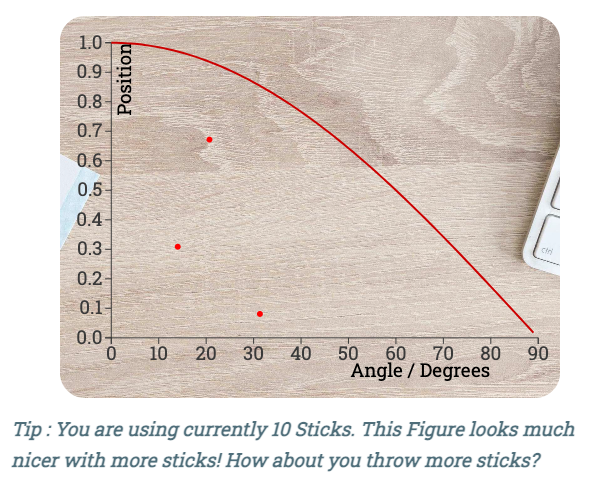 1.0
0.9
0.8
0.7
0.6
0.5
0.4
0.3
0.2
0.1
0.0
Position
0 10 20 30 40 50 60 70 80 90
Angle / Degrees
ctrl
Tip : You are using currently 10 Sticks. This Figure looks much
nicer with more sticks! How about you throw more sticks?